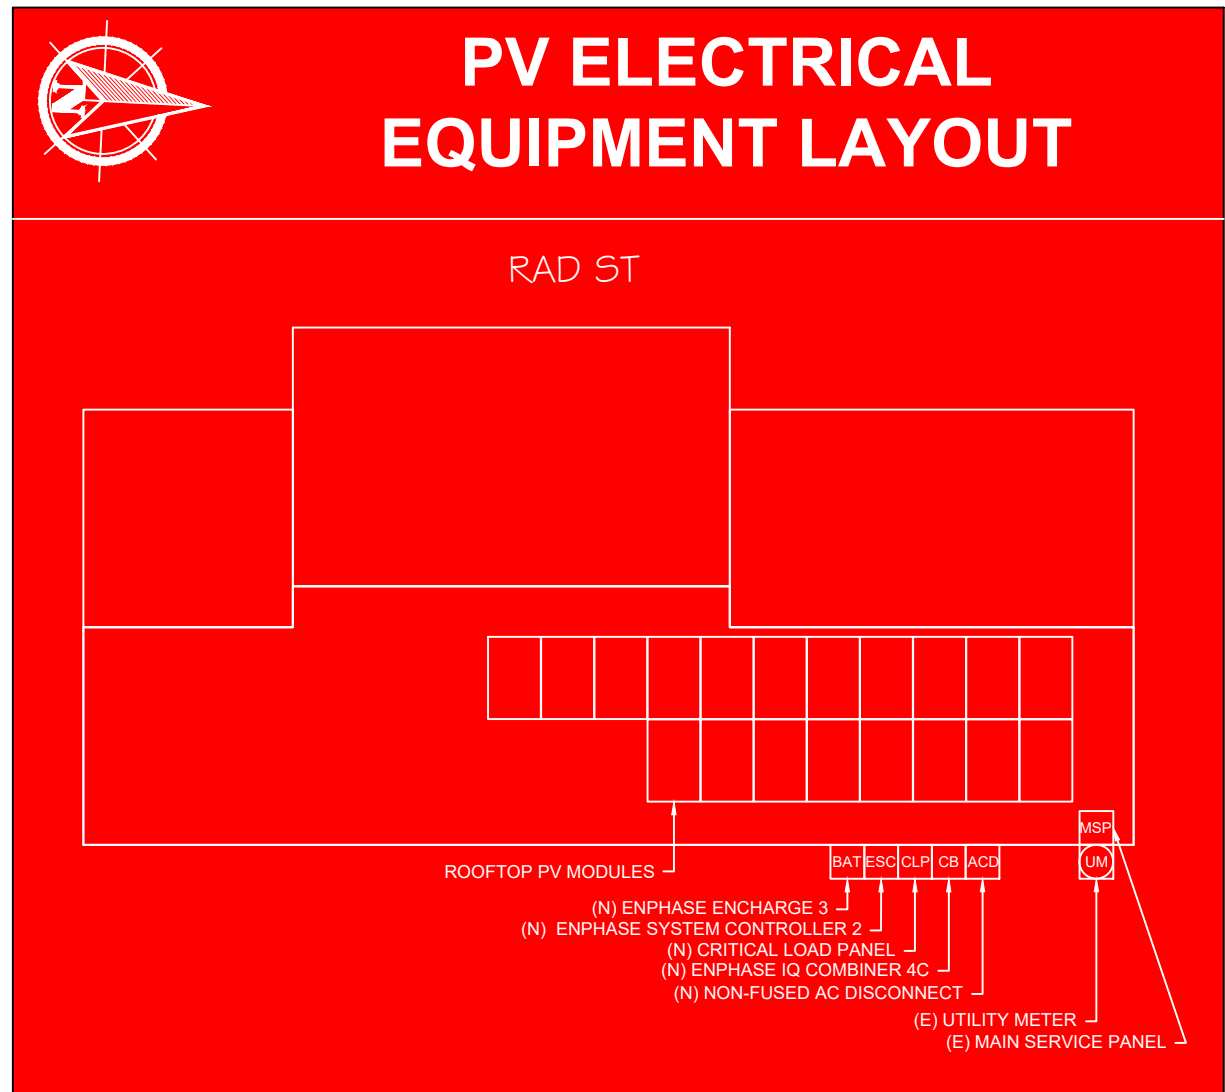 N
PV ELECTRICAL
EQUIPMENT LAYOUT
RAD ST
MSP
BAT ESC CLP CB ACD UM
ROOFTOP PV MODULES
(N) ENPHASE ENCHARGE 3
(N) ENPHASE SYSTEM CONTROLLER 2
(N) CRITICAL LOAD PANEL
(N) ENPHASE IQ COMBINER 4C
(N) NON-FUSED AC DISCONNECT
(E) UTILITY METER
(E) MAIN SERVICE PANEL